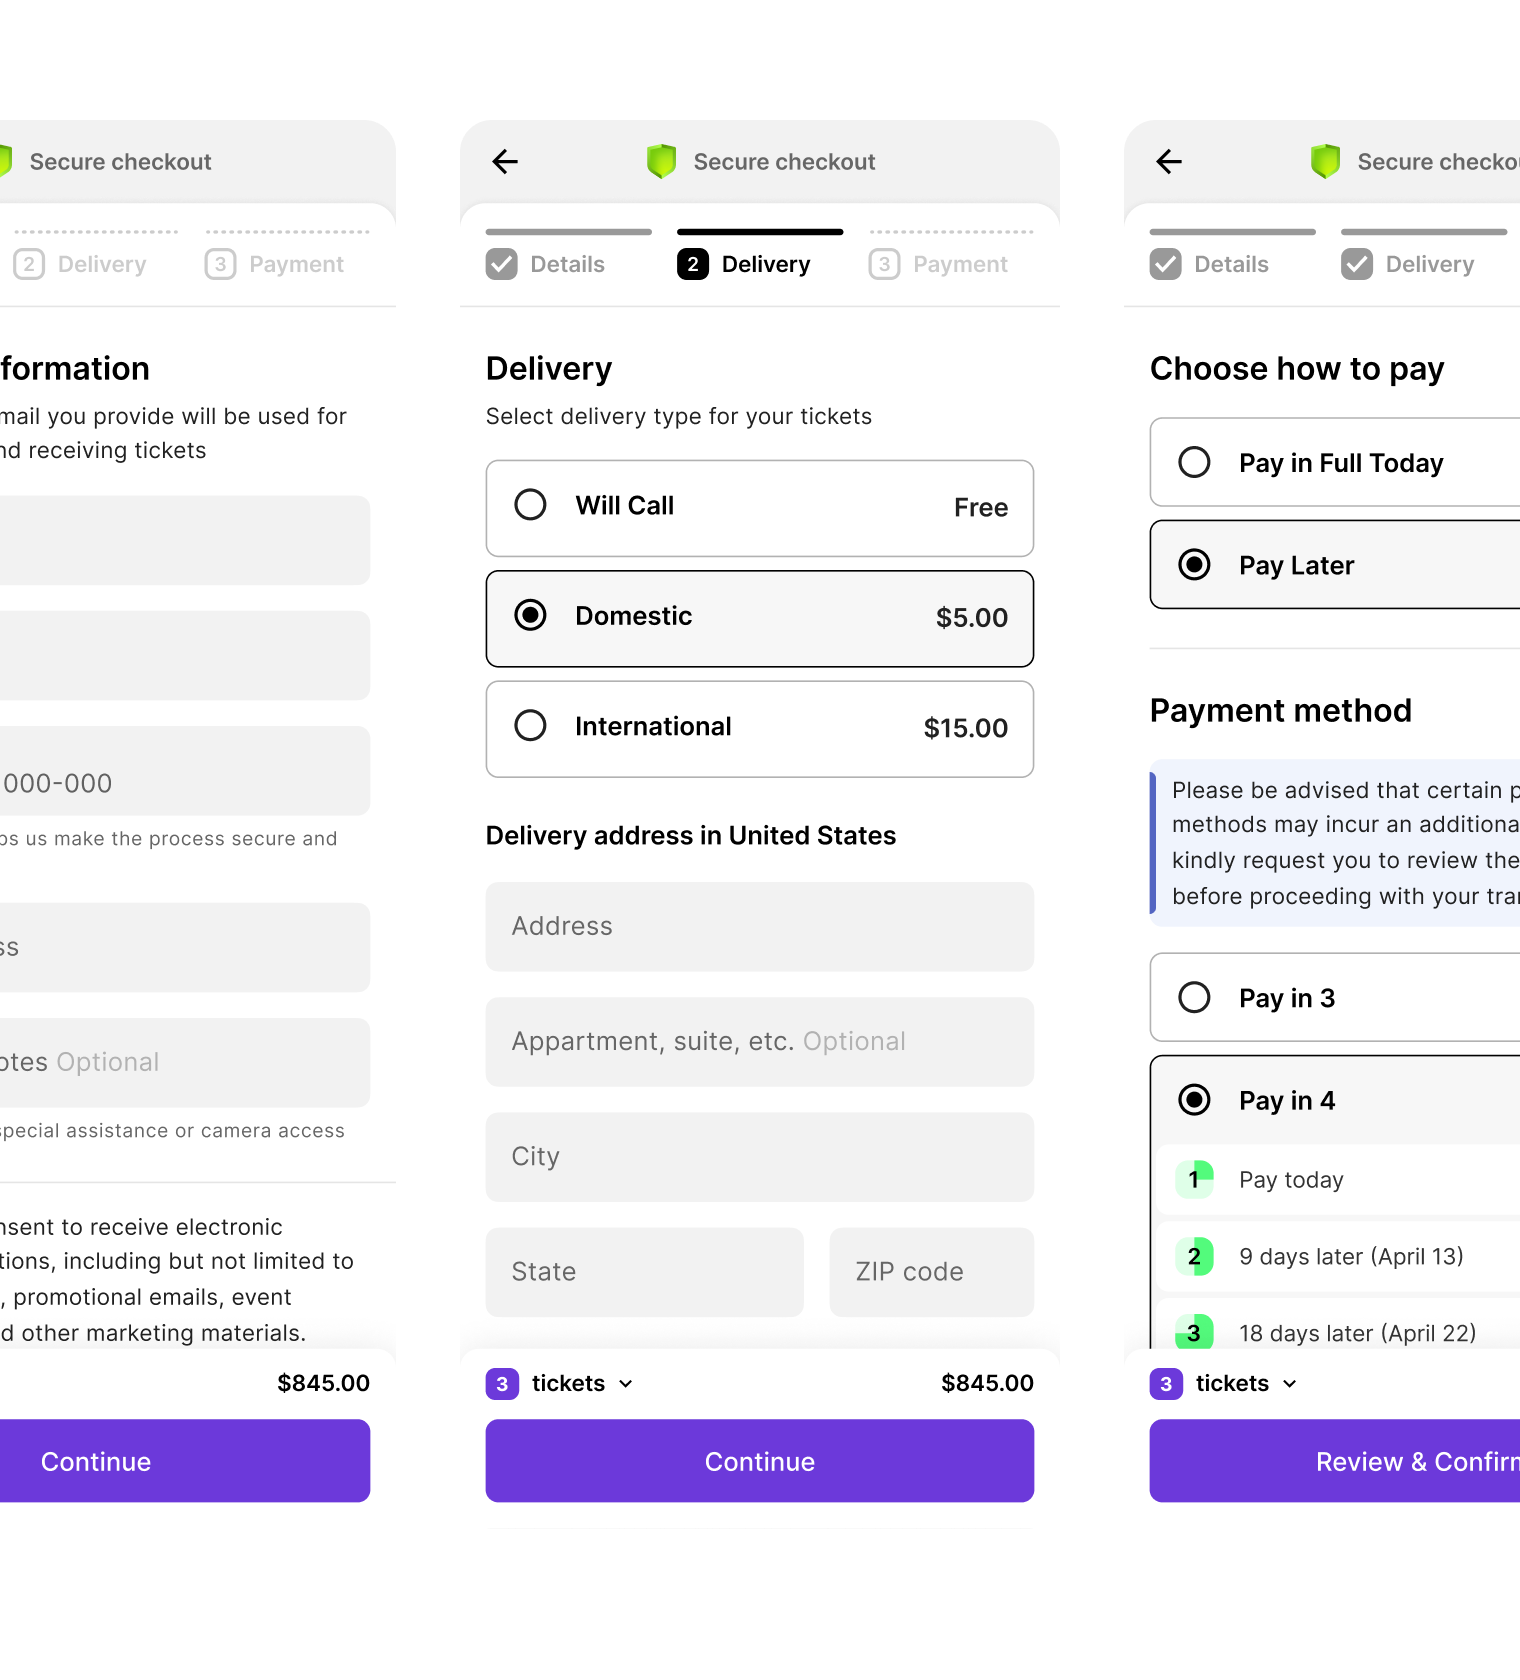 Secure checkout
2 Delivery
3 Payment
formation
mail you provide will be used for
nd receiving tickets
000-000
ps us make the process secure and
ss
otes Optional
special assistance or camera access
nsent to receive electronic
tions, including but not limited to
, promotional emails, event
d other marketing materials.
$845.00
Continue
Secure checkout
Details
2 Delivery
3 Payment
Delivery
Select delivery type for your tickets
Will Call Free
Domestic $5.00
International $15.00
Delivery address in United States
Address
Appartment, suite, etc. Optional
City
State ZIP code
3 tickets $845.00
Continue
Secure checkou
Details
Delivery
Choose how to pay
Pay in Full Today
Pay Later
Payment method
Please be advised that certain p
methods may incur an additiona
kindly request you to review the
before proceeding with your tran
Pay in 3
Pay in 4
1 Pay today
2 9 days later (April 13)
3 18 days later (April 22)
3 tickets
Review & Confirm